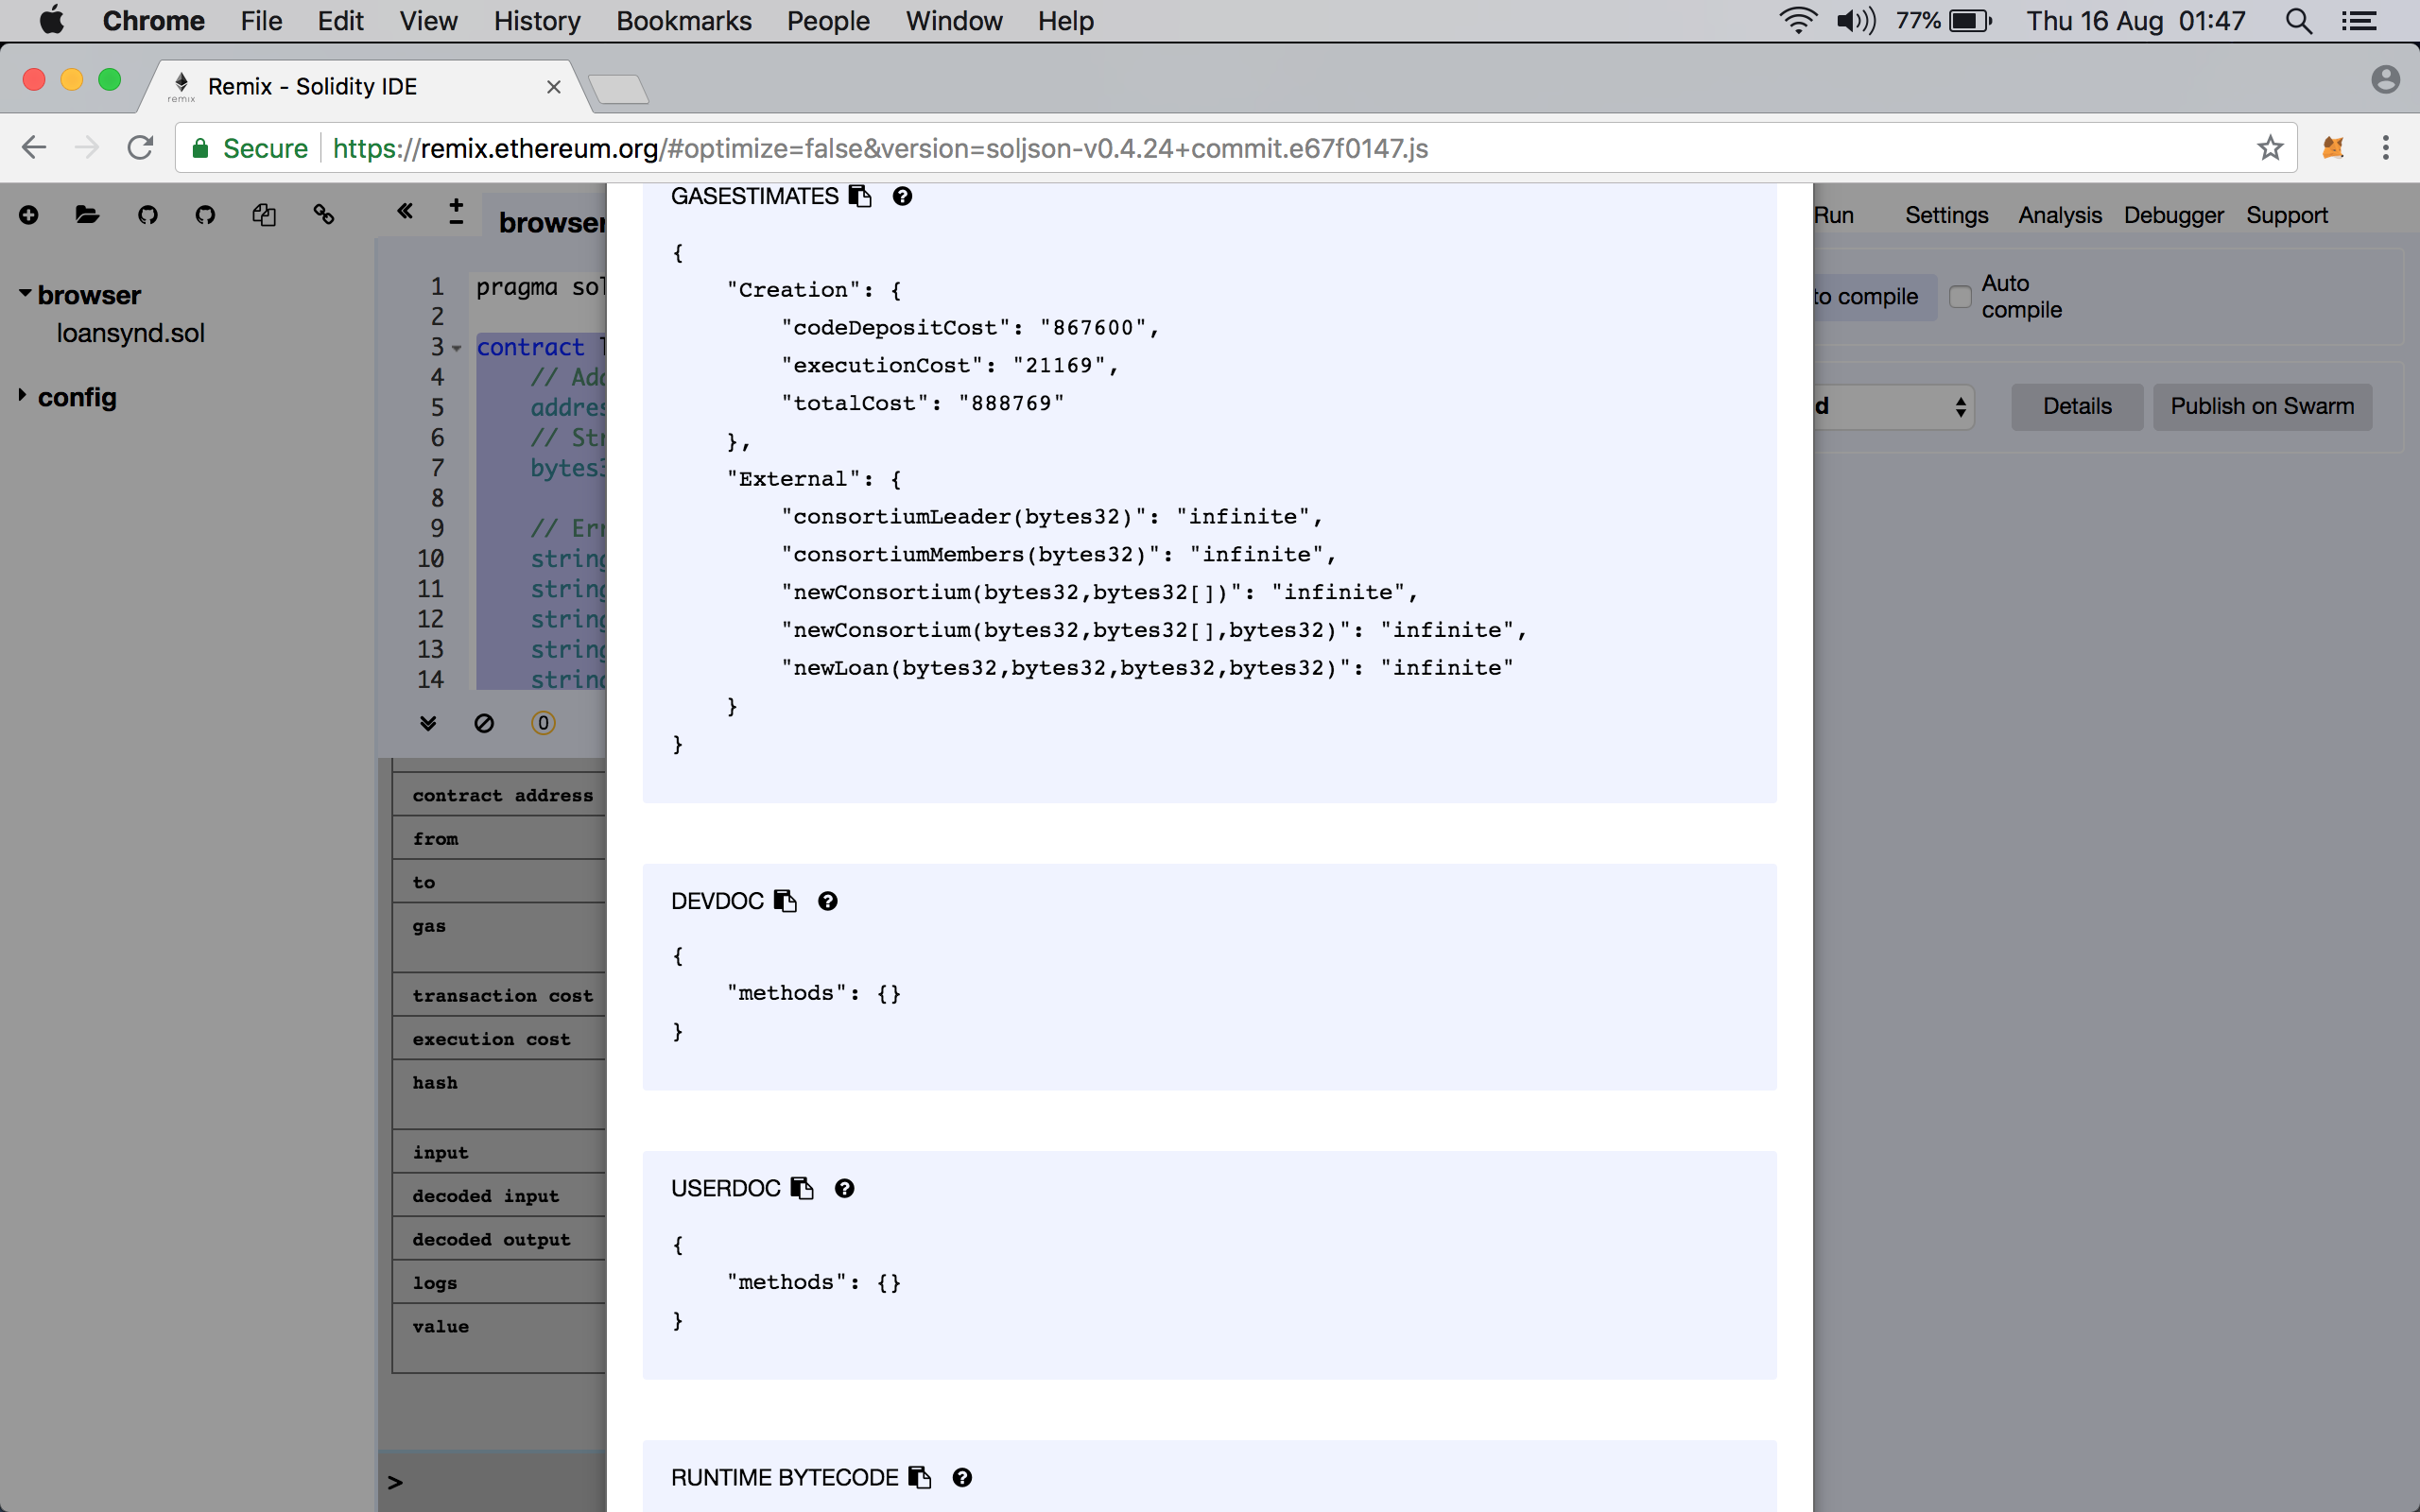 Chrome File Edit View History Bookmarks People Window Help 77% Thu 16 Aug 01:47
remix Remix - Solidity IDE
Secure https://remix.ethereum.org/#optimize=false&version=soljson-v0.4.24+commit.e67f0147.js
browser
loansynd.sol
config
browser
1 pragma sol
2
3 contract l
4 // Add
5 addres
6 // Str
7 bytes3
8
9 // Err
10 string
11 string
12 string
13 string
14 string
0
contract address
from
to
gas
transaction cost
execution cost
hash
input
decoded input
decoded output
logs
value
>
GASESTIMATES
{
"Creation": {
"codeDepositCost": "867600",
"executionCost": "21169",
"totalCost": "888769"
},
"External": {
"consortiumLeader(bytes32)": "infinite",
"consortiumMembers(bytes32)": "infinite",
"newConsortium(bytes32,bytes32[])": "infinite",
"newConsortium(bytes32,bytes32[],bytes32)": "infinite",
"newLoan(bytes32,bytes32,bytes32,bytes32)": "infinite"
}
}
DEVDOC
{
"methods": {}
}
USERDOC
{
"methods": {}
}
RUNTIME BYTECODE
Run Settings Analysis Debugger Support
to compile
Auto
compile
d
Details
Publish on Swarm